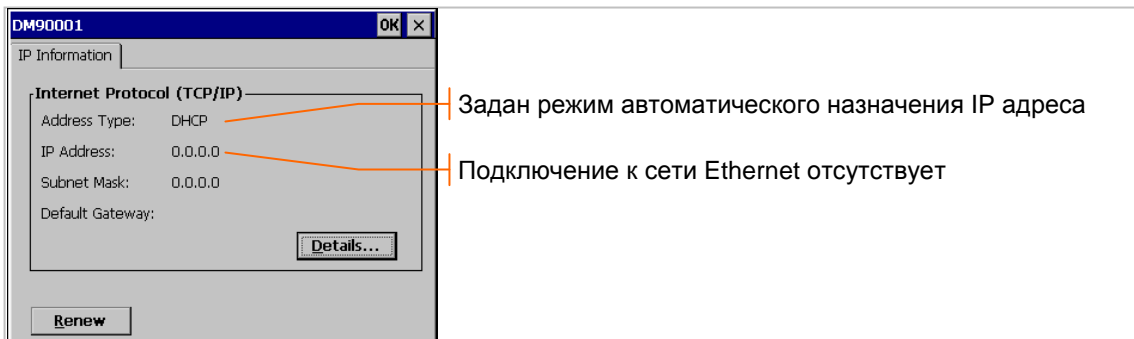 DM90001 OK ×
IP Information
Internet Protocol (TCP/IP)
Address Type: DHCP
Задан режим автоматического назначения IP адреса
IP Address: 0.0.0.0
Подключение к сети Ethernet отсутствует
Subnet Mask: 0.0.0.0
Default Gateway:
Details...
Renew